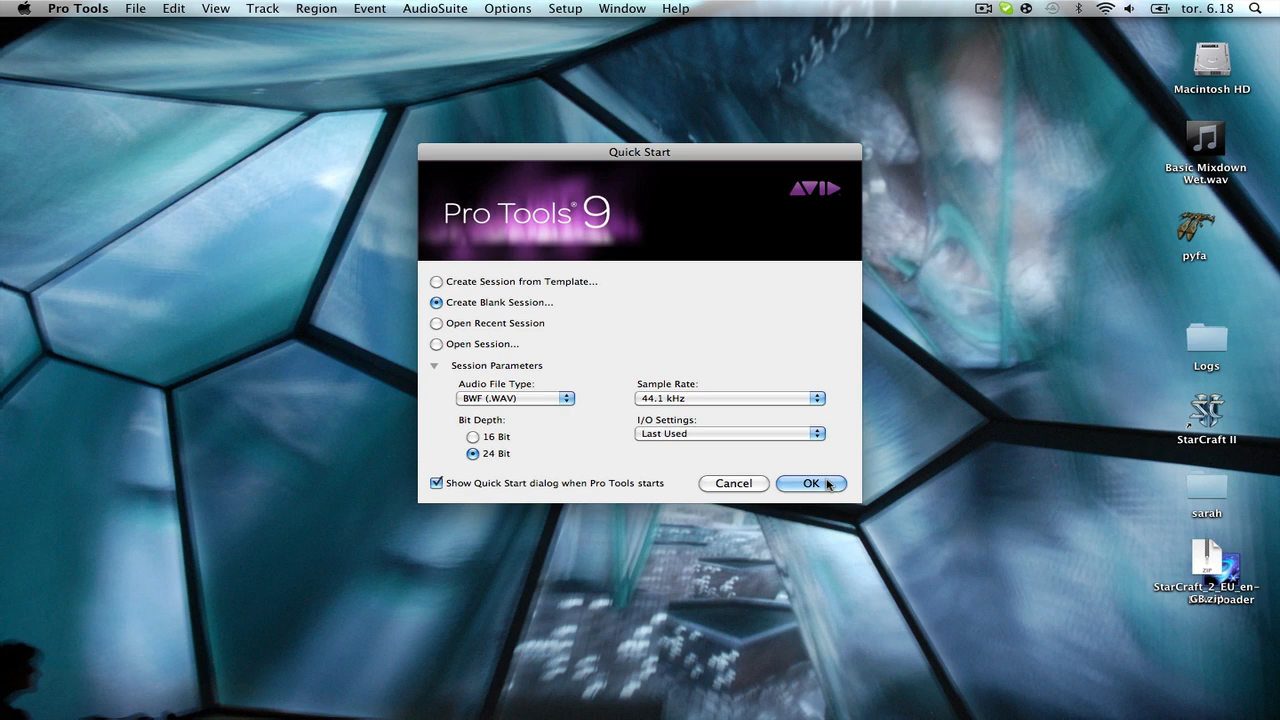 Pro Tools File Edit View Track Region Event AudioSuite Options Setup Window Help tor. 6.18
Macintosh HD
Basic Mixdown
Wet.wav
pyfa
Logs
StarCraft II
sarah
ZIP
StarCraft_2_EU_en-
GB.zip
Quick Start
AVID
Pro Tools® 9
Create Session from Template...
Create Blank Session...
Open Recent Session
Open Session...
Session Parameters
Audio File Type:
BWF (.WAV)
Sample Rate:
44.1 kHz
Bit Depth:
16 Bit
24 Bit
I/O Settings:
Last Used
Show Quick Start dialog when Pro Tools starts
Cancel
OK